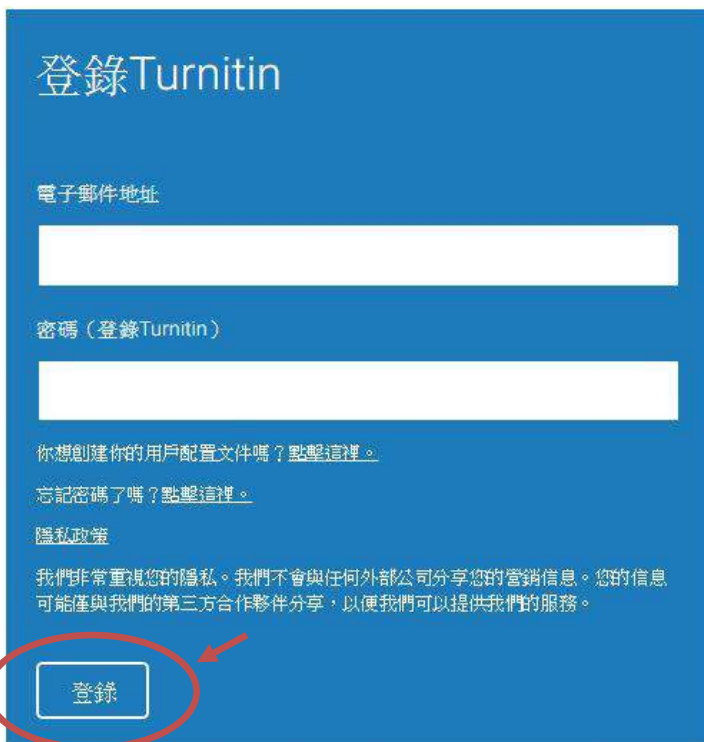 登錄Turnitin
電子郵件地址
密碼（登錄Turnitin）
你想創建你的用戶配置文件嗎？點擊這裡。
忘記密碼了嗎？點擊這裡。
隱私政策
我們非常重視您的隱私。我們不會與任何外部公司分享您的營銷信息。您的信息
可能僅與我們的第三方合作夥伴分享，以便我們可以提供我們的服務。
登錄